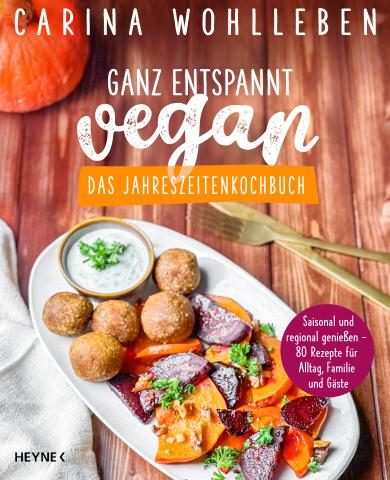 CARINA WOHLLEBEN
GANZ ENTSPANNT
vegan
DAS JAHRESZEITENKOCHBUCH
Saisonal und
regional genießen –
80 Rezepte für
Alltag, Familie
und Gäste
HEYNE <